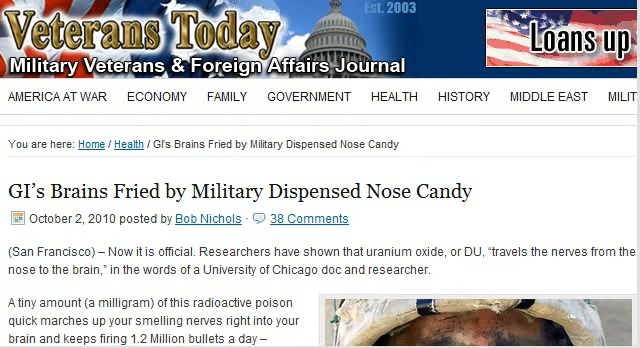 Est. 2003
Veterans Today
Military Veterans & Foreign Affairs Journal
Loans up
AMERICA AT WAR ECONOMY FAMILY GOVERNMENT HEALTH HISTORY MIDDLE EAST MILIT
You are here: Home / Health / GI's Brains Fried by Military Dispensed Nose Candy
GI’s Brains Fried by Military Dispensed Nose Candy
October 2, 2010 posted by Bob Nichols · 38 Comments
(San Francisco) – Now it is official. Researchers have shown that uranium oxide, or DU, “travels the nerves from the
nose to the brain,” in the words of a University of Chicago doc and researcher.
A tiny amount (a milligram) of this radioactive poison
quick marches up your smelling nerves right into your
brain and keeps firing 1.2 Million bullets a day –